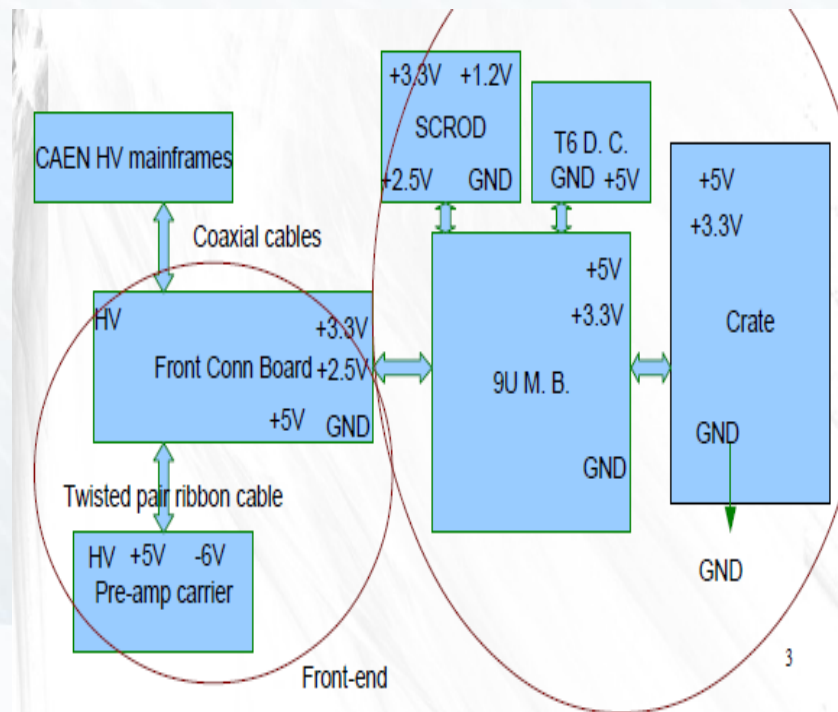 CAEN HV mainframes
Coaxial cables
+3.3V +1.2V
SCROD
+2.5V GND
T6 D. C.
GND +5V
+5V
+3.3V
Crate
GND
GND
HV
+3.3V
Front Conn Board +2.5V
+5V GND
+5V
+3.3V
9U M. B.
GND
Twisted pair ribbon cable
HV +5V -6V
Pre-amp carrier
Front-end
3